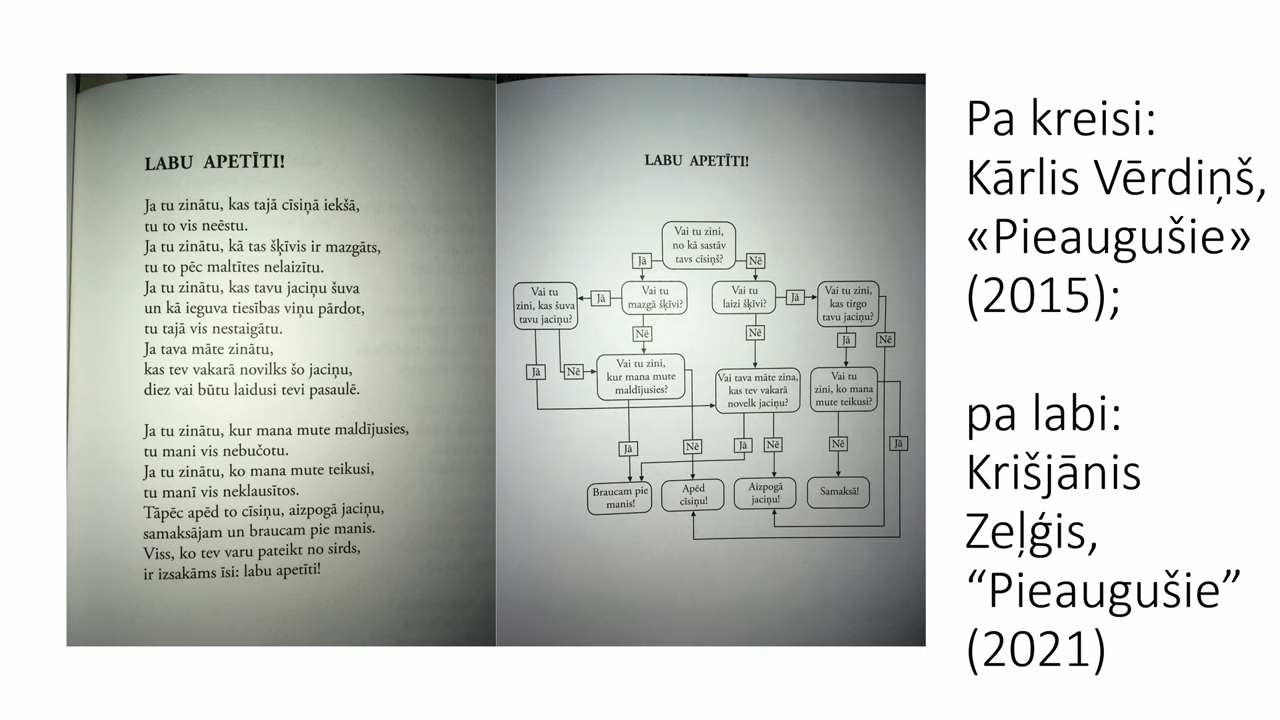 LABU APETĪTI!
Ja tu zinātu, kas tajā cīsiņā iekšā,
tu to vis neēstu.
Ja tu zinātu, kā tas šķīvis ir mazgāts,
tu to pēc maltītes nelaizītu.
Ja tu zinātu, kas tavu jaciņu šuva
un kā ieguva tiesības viņu pārdot,
tu tajā vis nestaigātu.
Ja tava māte zinātu,
kas tev vakarā novilks šo jaciņu,
diez vai būtu laidusi tevi pasaulē.
Ja tu zinātu, kur mana mute maldījusies,
tu mani vis nebučotu.
Ja tu zinātu, ko mana mute teikusi,
tu manī vis neklausītos.
Tāpēc apēd to cīsiņu, aizpogā jaciņu,
samaksājam un braucam pie manis.
Viss, ko tev varu pateikt no sirds,
ir izsakāms īsi: labu apetīti!
LABU APETĪTI!
Vai tu zini,
no kā sastāv
tavs cīsiņš?
Jā
Nē
Vai tu
zini, kas šuva
tavu jaciņu?
Jā
Vai tu
mazgā šķīvi?
Vai tu
laizi šķīvi?
Jā
Vai tu zini,
kas tirgo
tavu jaciņu?
Nē
Nē
Jā
Nē
Jā
Nē
Vai tu zini,
kur mana mute
maldījusies?
Vai tava māte zina,
kas tev vakarā
novelk jaciņu?
Vai tu
zini, ko mana
mute teikusi?
Jā
Nē
Jā
Nē
Nē
Jā
Braucam pie
manis!
Apēd
cīsiņu!
Aizpogā
jaciņu!
Samaksā!
Pa kreisi:
Kārlis Vērdiņš,
«Pieaugušie»
(2015);
pa labi:
Krišjānis
Zeļģis,
“Pieaugušie”
(2021)